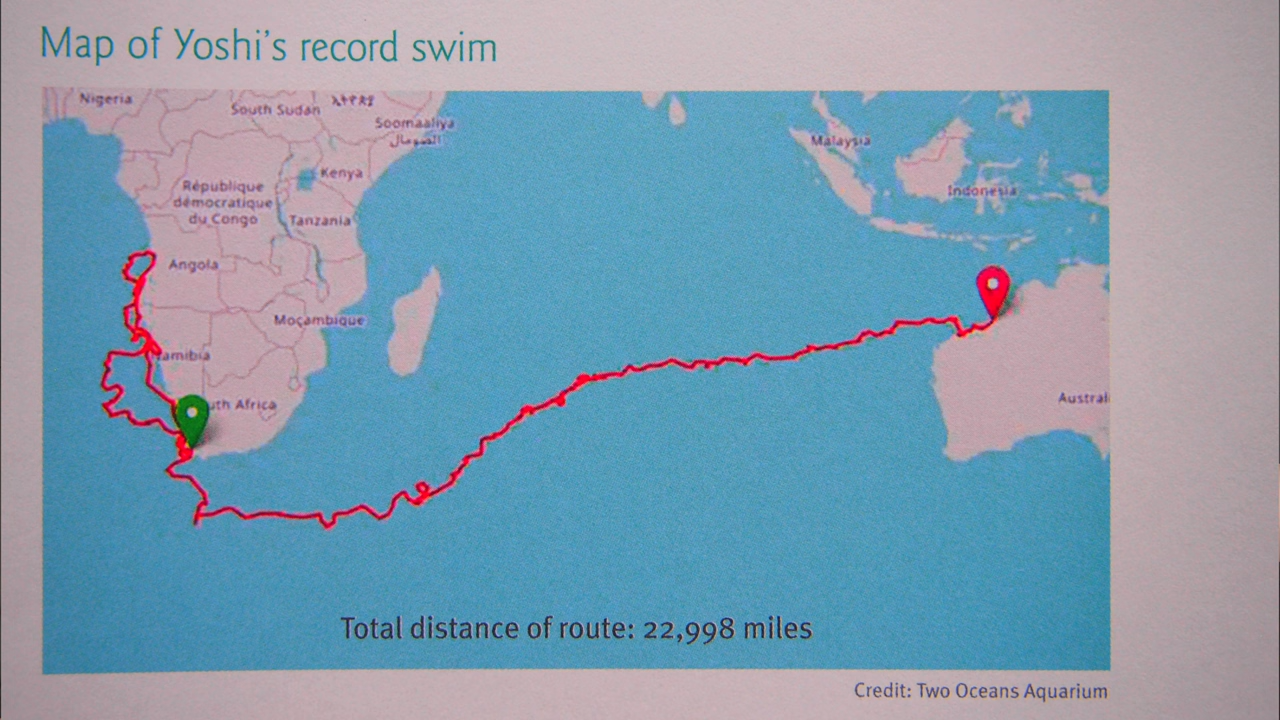 Map of Yoshi's record swim
Nigeria
South Sudan
Soomaaliya
Kenya
République
démocratique
du Congo
Tanzania
Angola
Moçambique
amibia
uth Africa
Malaysia
Indonesia
Austral
Total distance of route: 22,998 miles
Credit: Two Oceans Aquarium